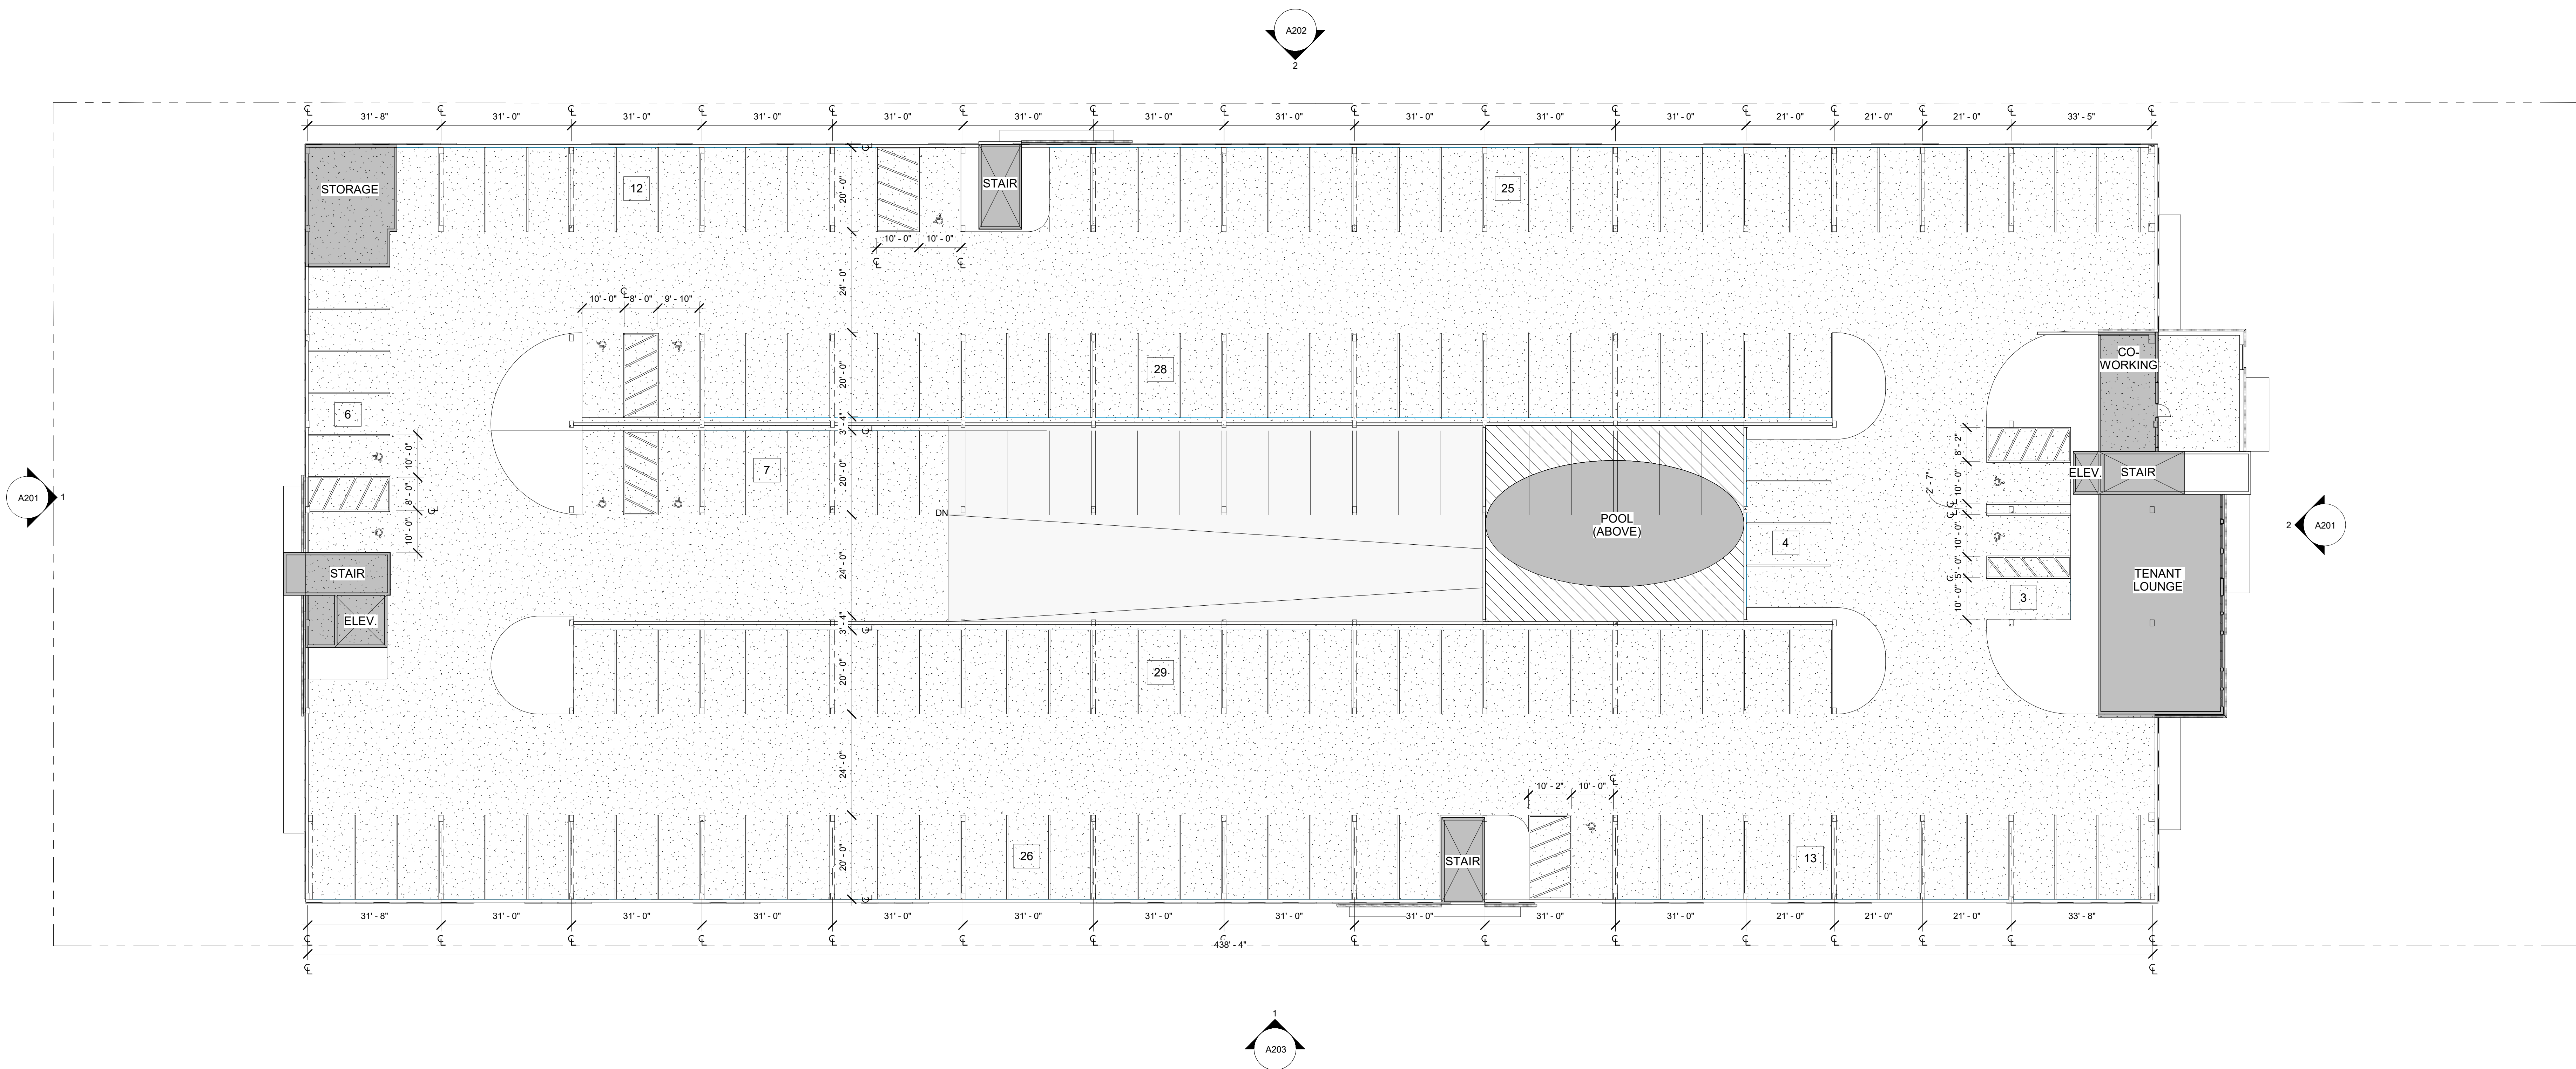 A202
2
℄ ℄ ℄ ℄ ℄ ℄ ℄ ℄ ℄ ℄ ℄ ℄ ℄ ℄ ℄ ℄
31' - 8" 31' - 0" 31' - 0" 31' - 0" 31' - 0" 31' - 0" 31' - 0" 31' - 0" 31' - 0" 31' - 0" 31' - 0" 21' - 0" 21' - 0" 21' - 0" 33' - 5"
℄
STORAGE
12
20' - 0"
STAIR
25
10' - 0" 10' - 0"
℄ ℄
24' - 0"
℄
10' - 0" 8' - 0" 9' - 10"
20' - 0"
28
CO-
WORKING
6
3' - 4"
℄
10' - 0"
8' - 0"
10' - 0"
℄
7
20' - 0"
8' - 2"
10' - 0"
2' - 7"
℄
℄
10' - 0"
5' - 0"
℄
10' - 0"
ELEV.
STAIR
A201
1
DN
POOL
(ABOVE)
4
2
A201
24' - 0"
STAIR
TENANT
LOUNGE
3
ELEV.
3' - 4"
℄
20' - 0"
29
24' - 0"
℄
10' - 2" 10' - 0"
20' - 0"
26
STAIR
13
℄
31' - 8" 31' - 0" 31' - 0" 31' - 0" 31' - 0" 31' - 0" 31' - 0" 31' - 0" 31' - 0" 31' - 0" 31' - 0" 21' - 0" 21' - 0" 21' - 0" 33' - 8"
℄ ℄ ℄ ℄ ℄ ℄ ℄ ℄ ℄ ℄ ℄ ℄ ℄ ℄ ℄ ℄
438' - 4"
℄ ℄
1
A203